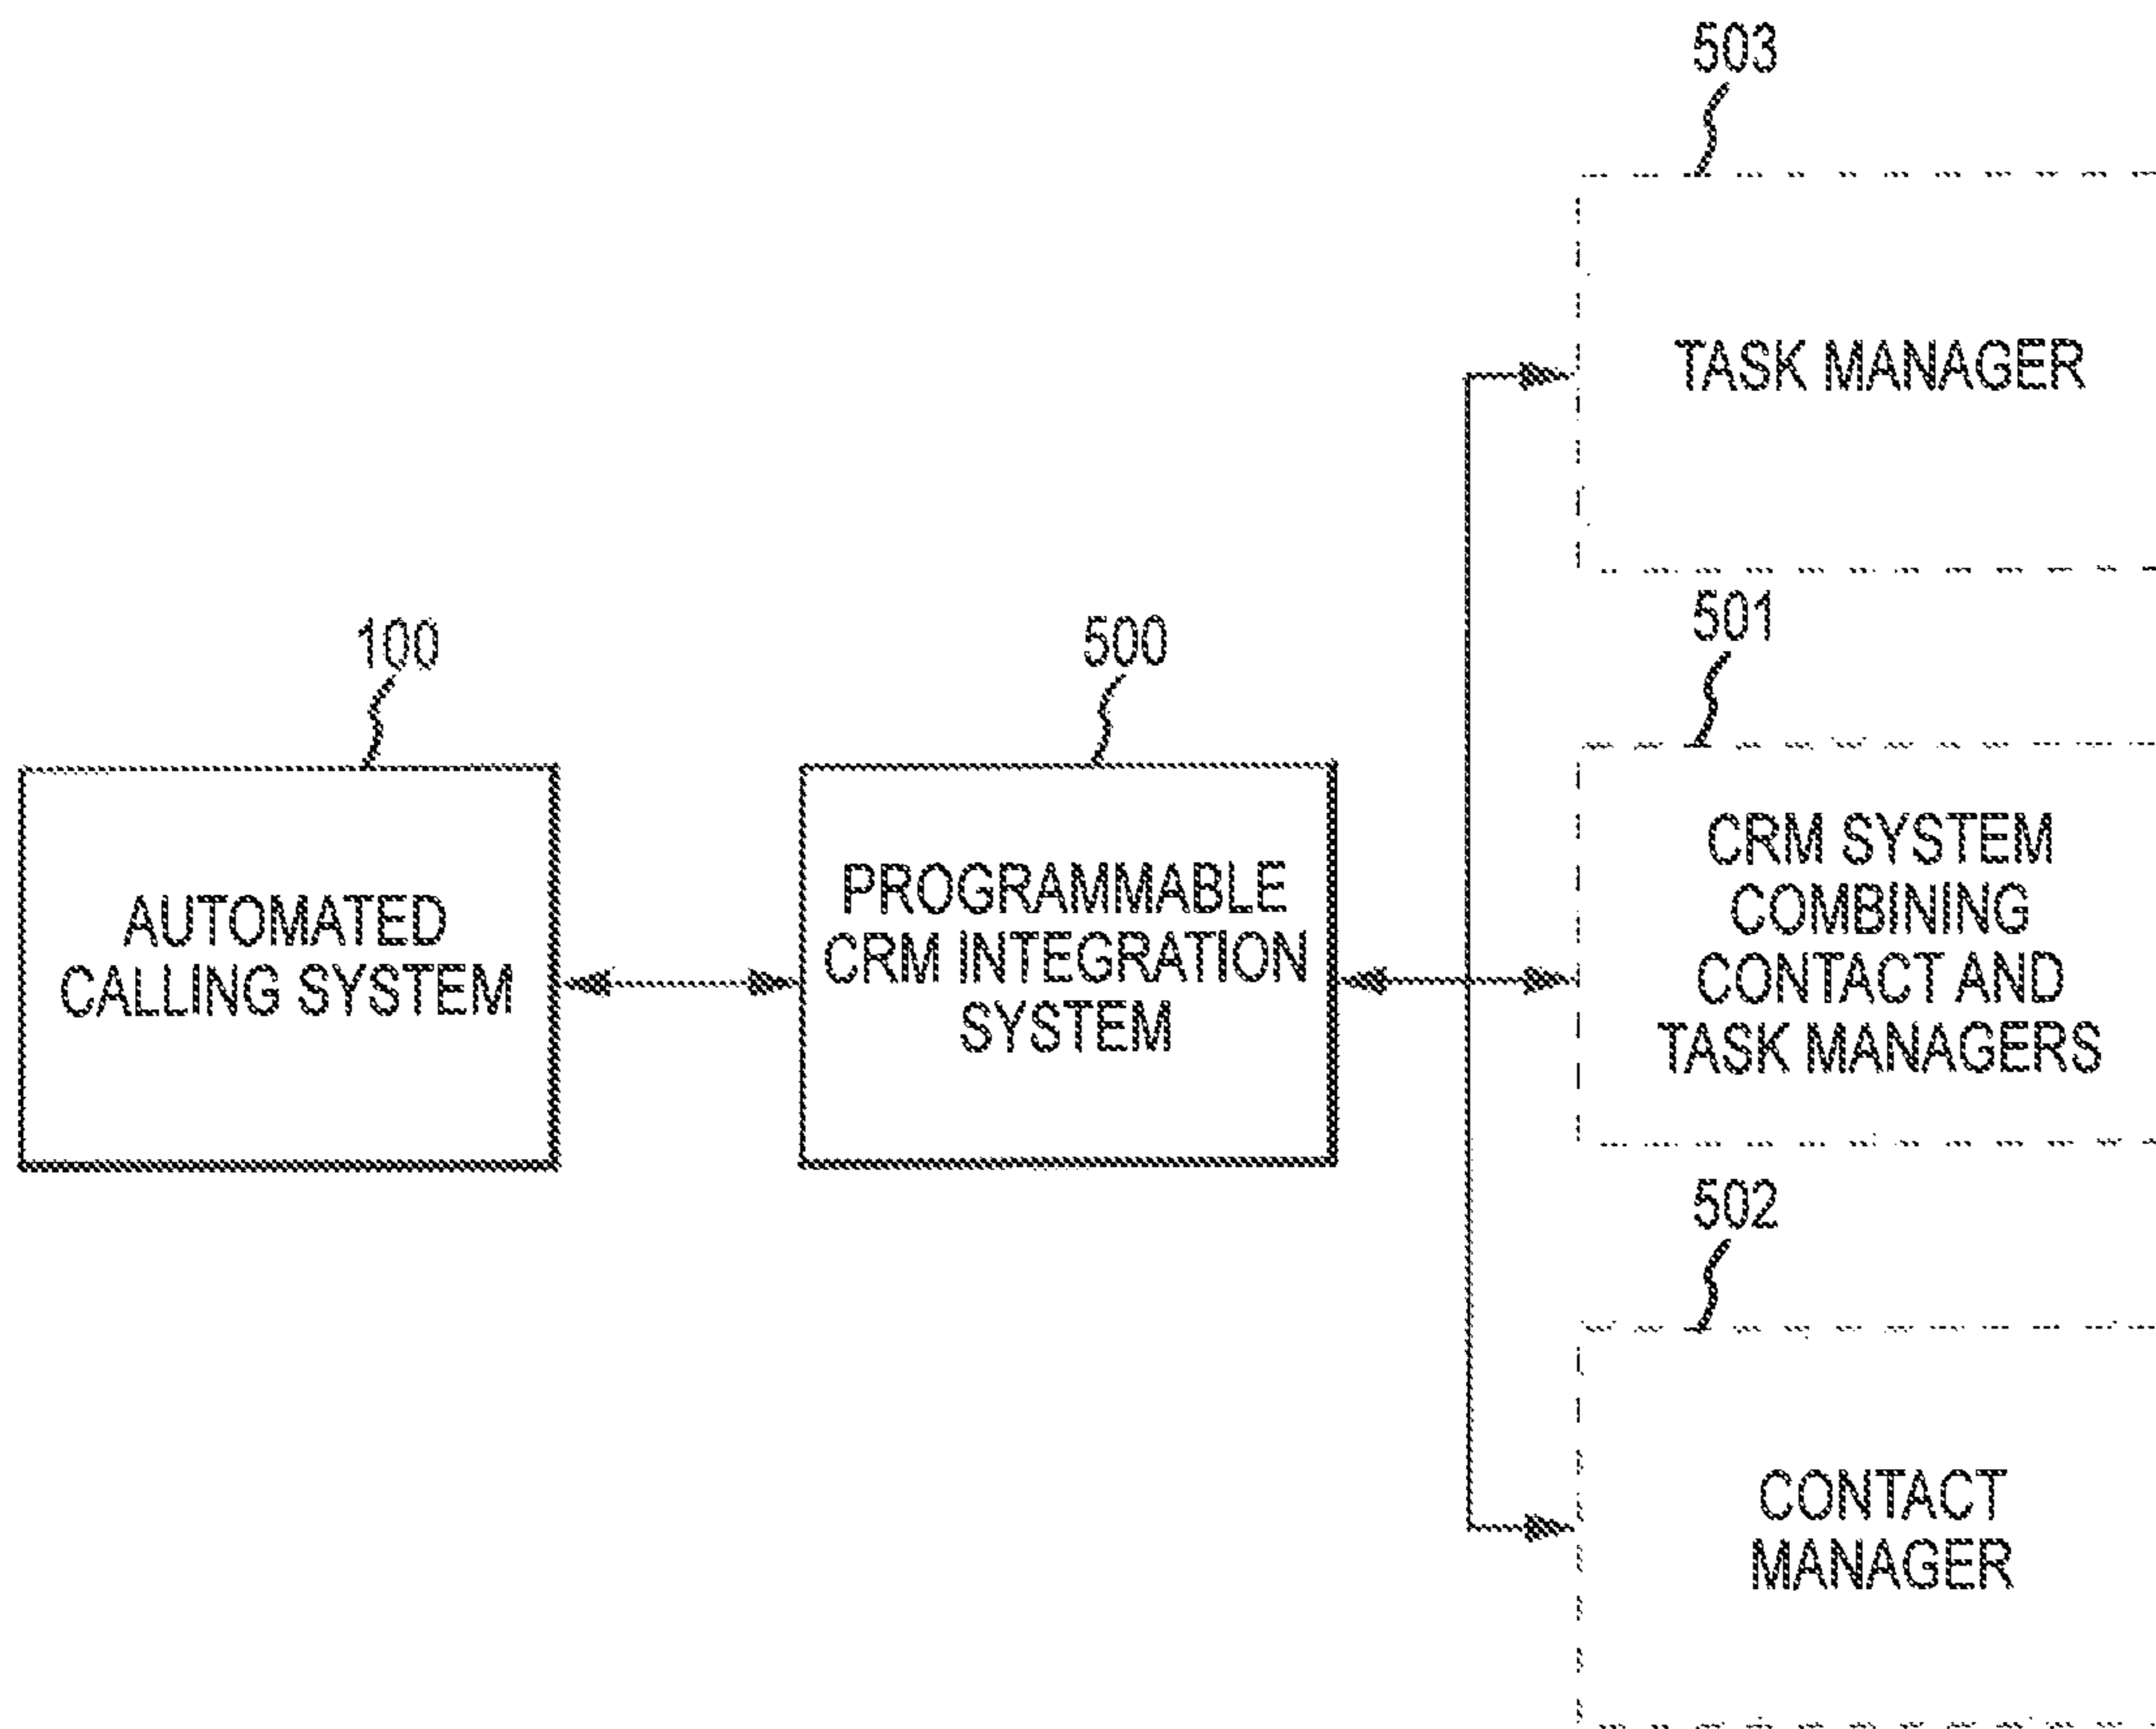 503
TASK MANAGER
501
100
500
AUTOMATED
CALLING SYSTEM
PROGRAMMABLE
CRM INTEGRATION
SYSTEM
CRM SYSTEM
COMBINING
CONTACT AND
TASK MANAGERS
502
CONTACT
MANAGER